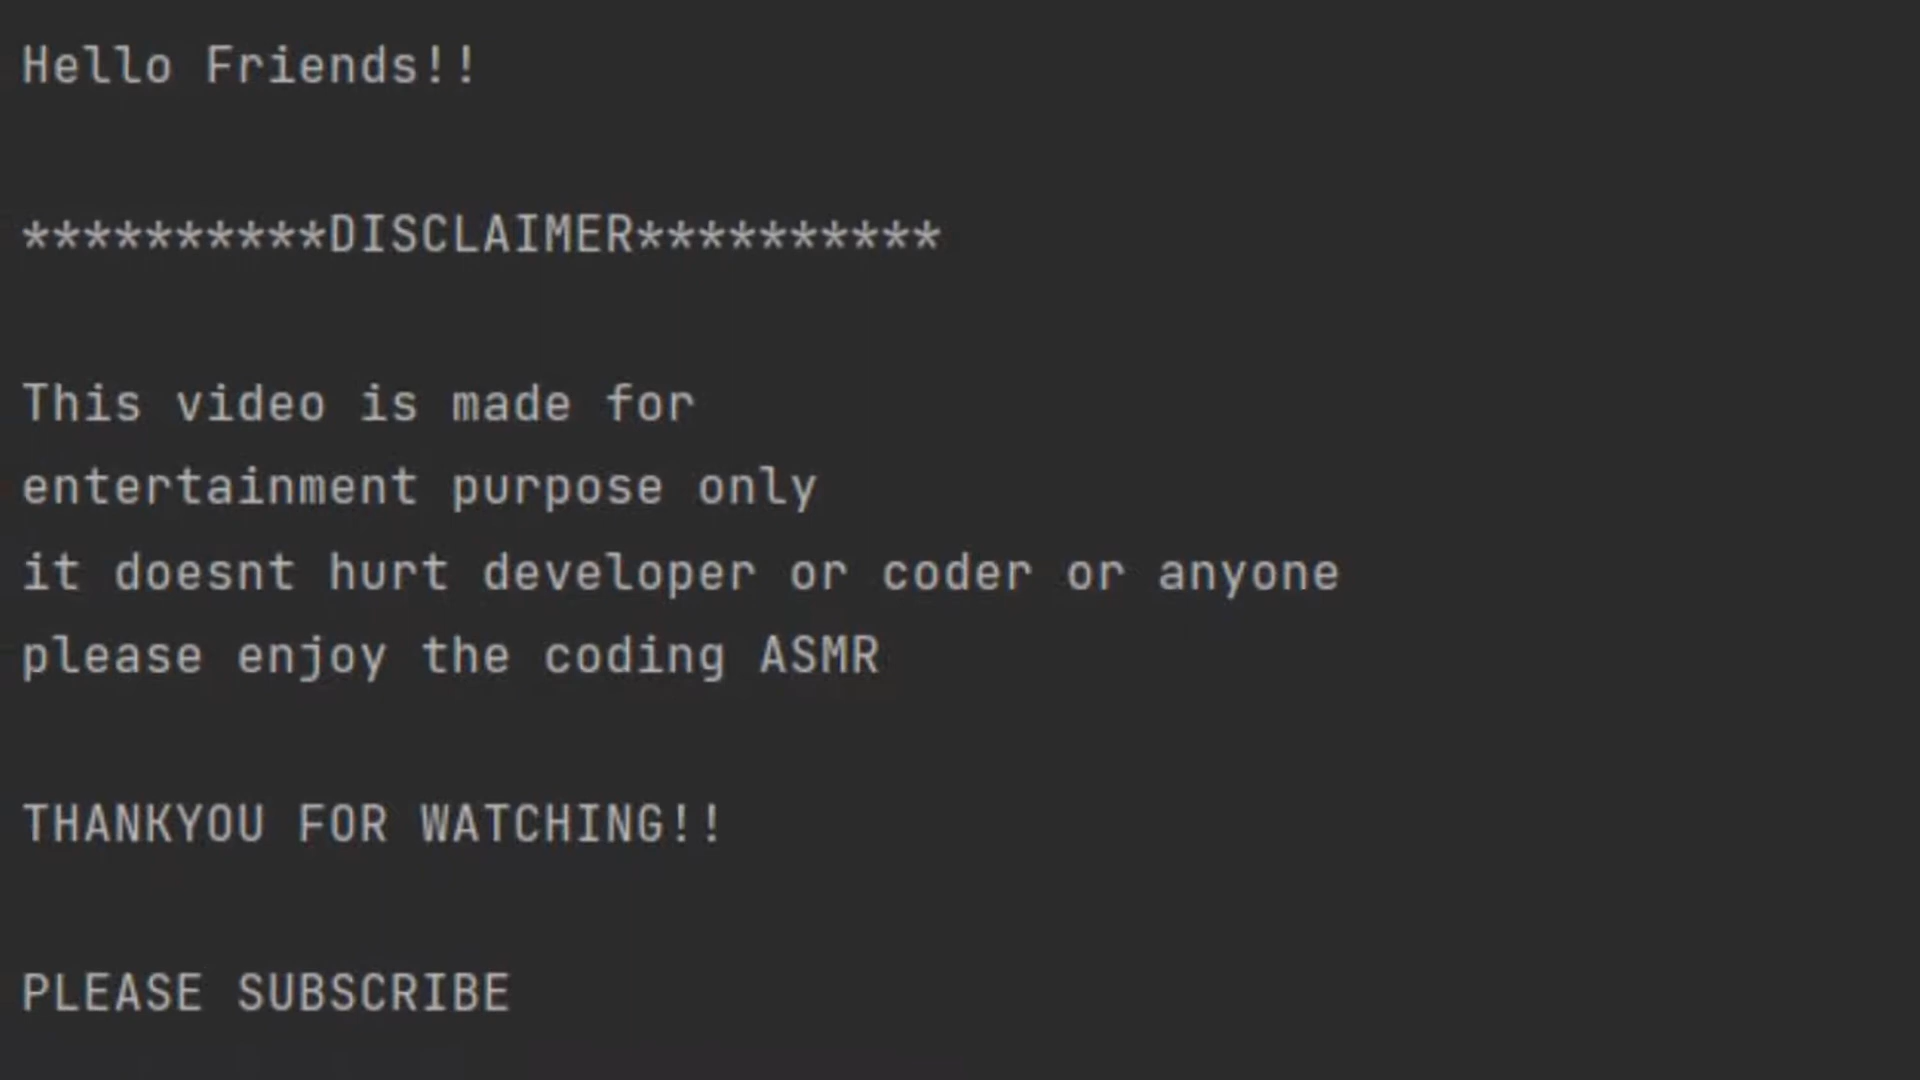 Hello Friends!!
**********DISCLAIMER**********
This video is made for
entertainment purpose only
it doesnt hurt developer or coder or anyone
please enjoy the coding ASMR
THANKYOU FOR WATCHING!!
PLEASE SUBSCRIBE